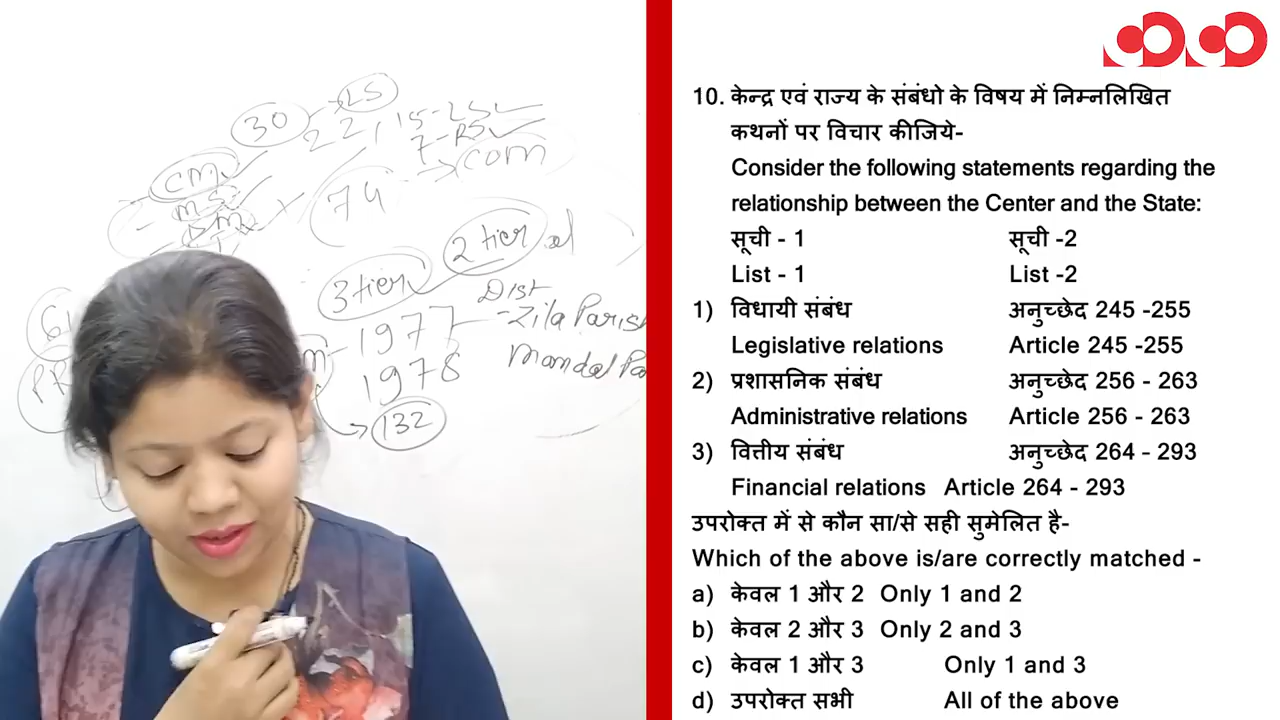 30
25
221
15-LS
7-RS
CM
COM
74
2 tier
3 tier
Dist
1977
- Zila Parish
Mandal Pa
1978
132
10. केन्द्र एवं राज्य के संबंधो के विषय में निम्नलिखित
कथनों पर विचार कीजिये-
Consider the following statements regarding the
relationship between the Center and the State:
सूची - 1 सूची -2
List - 1 List -2
1) विधायी संबंध अनुच्छेद 245 -255
Legislative relations Article 245 -255
2) प्रशासनिक संबंध अनुच्छेद 256 - 263
Administrative relations Article 256 - 263
3) वित्तीय संबंध अनुच्छेद 264 - 293
Financial relations Article 264 - 293
उपरोक्त में से कौन सा/से सही सुमेलित है-
Which of the above is/are correctly matched -
a) केवल 1 और 2 Only 1 and 2
b) केवल 2 और 3 Only 2 and 3
c) केवल 1 और 3 Only 1 and 3
d) उपरोक्त सभी All of the above